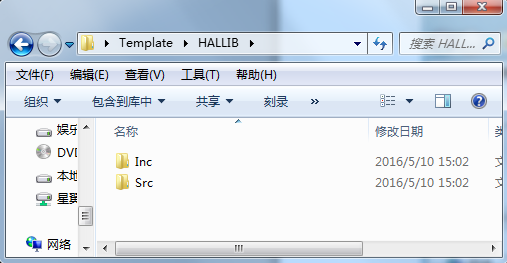 Template ▸ HALLIB ▸
搜索 HALL...
文件(F) 编辑(E) 查看(V) 工具(T) 帮助(H)
组织 包含到库中 共享 刻录 »
名称 修改日期
娱乐
DVD
本地
星翼
网络
Inc 2016/5/10 15:02
Src 2016/5/10 15:02